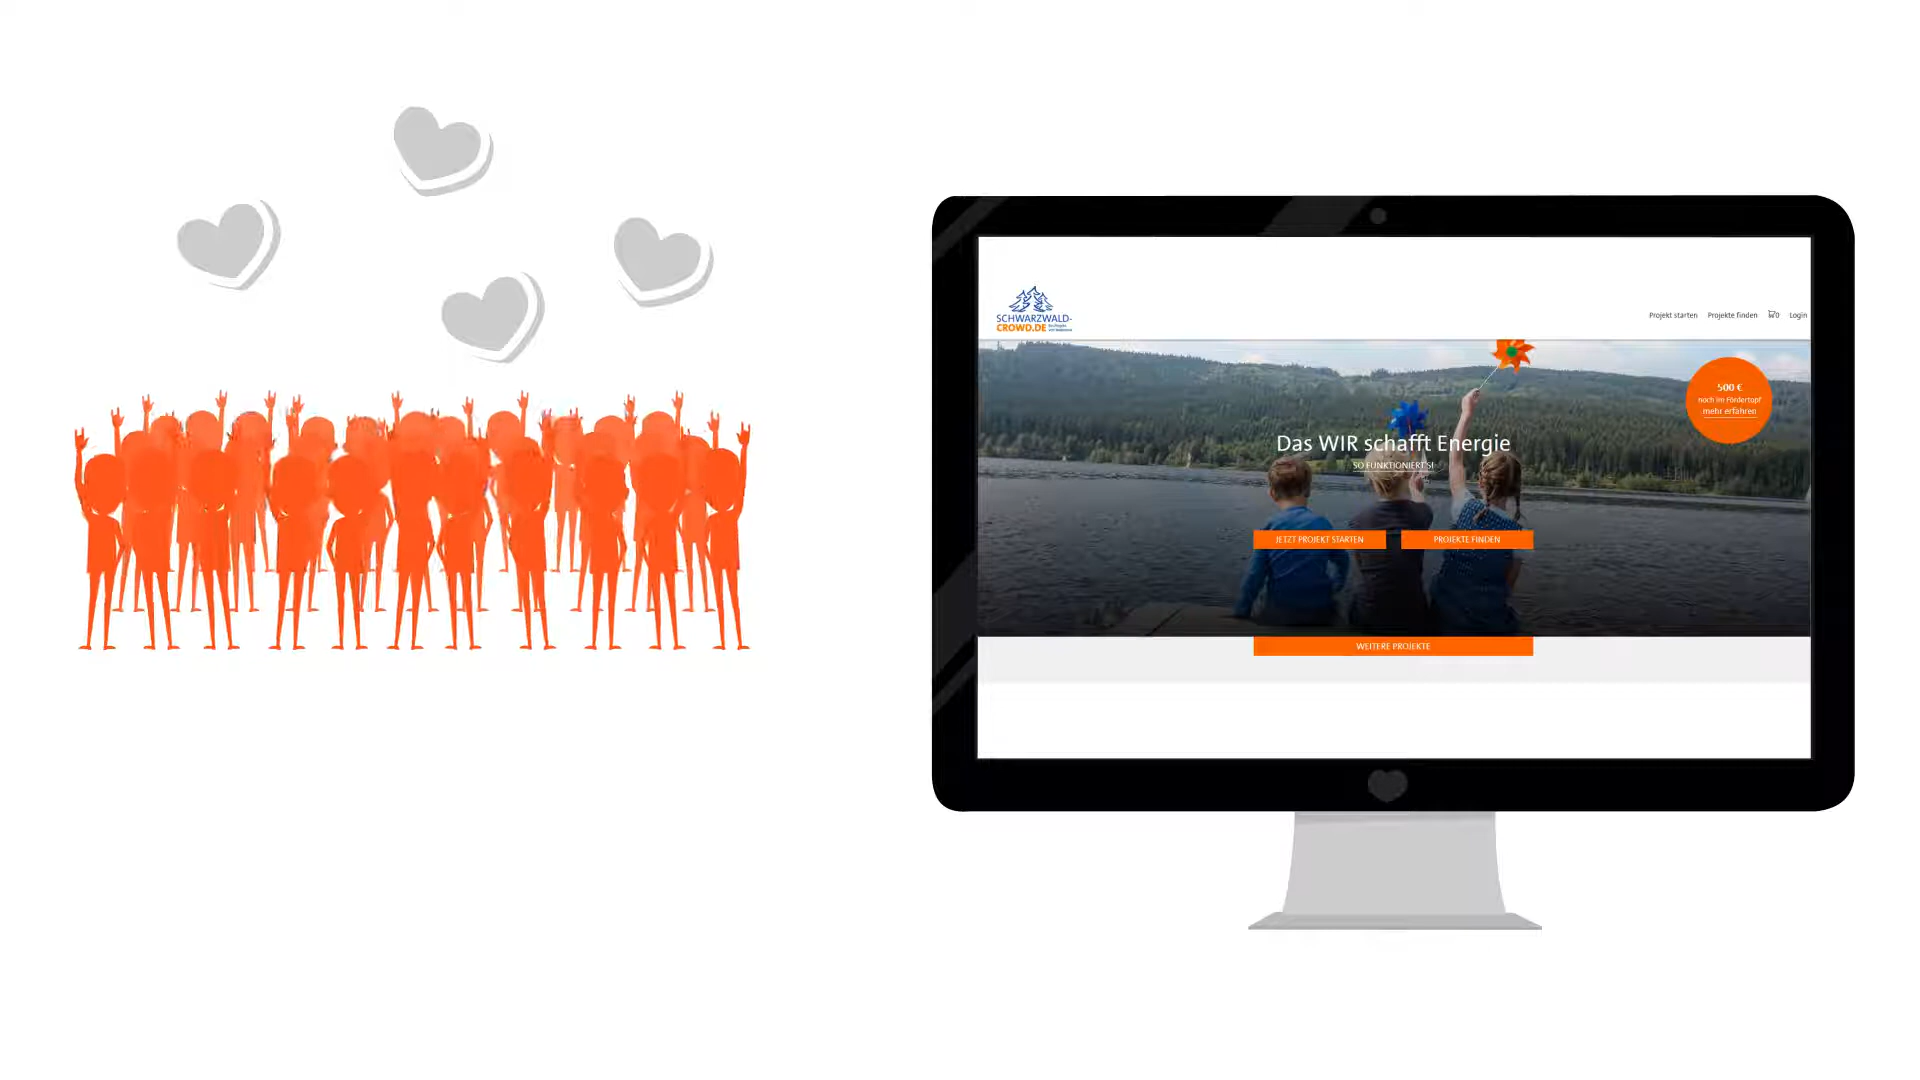 SCHWARZWALD-
CROWD.DE
Projekt starten Projekte finden 0 Login
500 €
noch im Fördertopf
mehr erfahren
Das WIR schafft Energie
SO FUNKTIONIERT'S!
JETZT PROJEKT STARTEN PROJEKTE FINDEN
WEITERE PROJEKTE